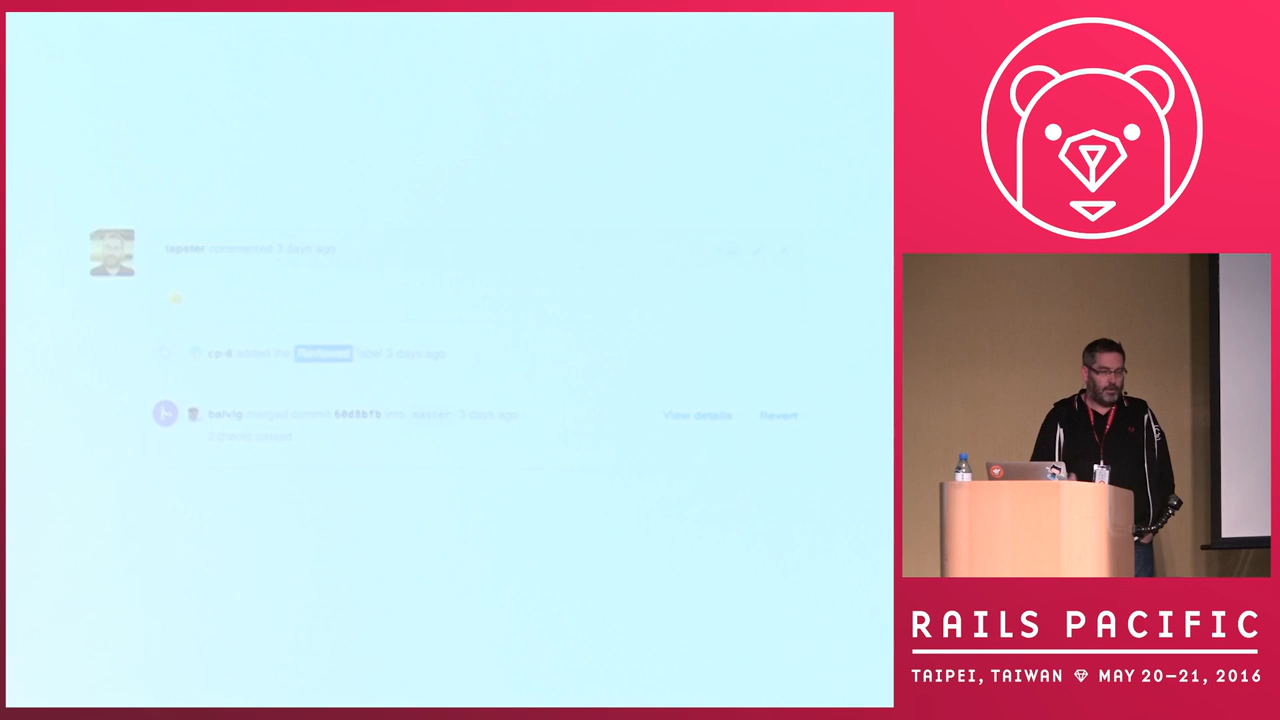 tapster commented 3 days ago
cp-8 added the Reviewed label 3 days ago
balvig merged commit 60d8bfb into master 3 days ago
View details Revert
2 checks passed
RAILS PACIFIC
TAIPEI, TAIWAN MAY 20–21, 2016